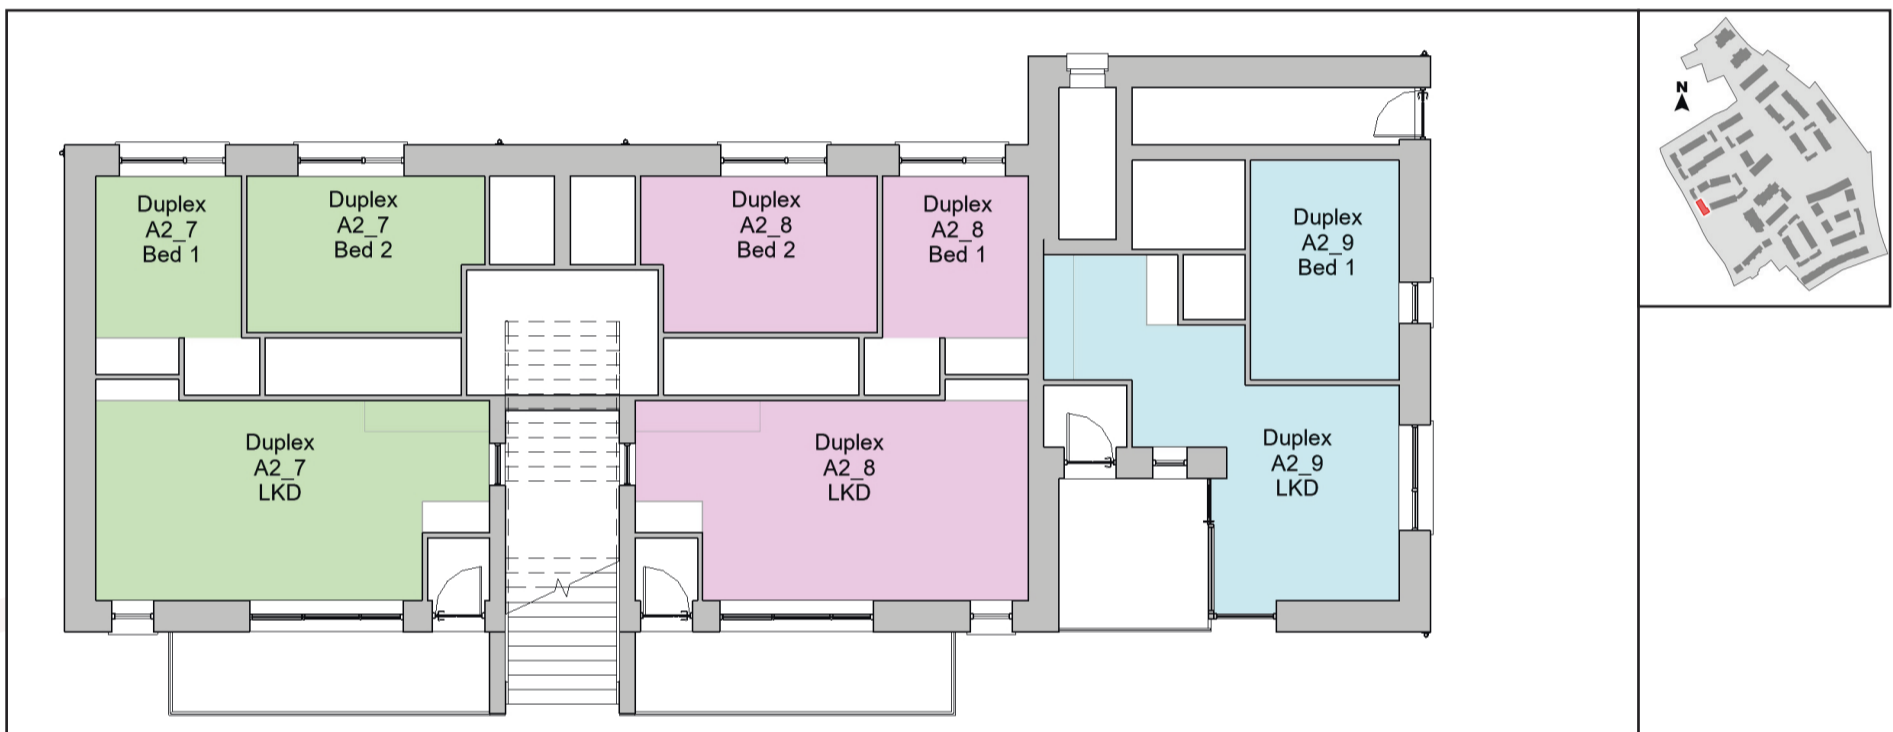 N
Duplex
A2_7
Bed 1
Duplex
A2_7
Bed 2
Duplex
A2_8
Bed 2
Duplex
A2_8
Bed 1
Duplex
A2_9
Bed 1
Duplex
A2_7
LKD
Duplex
A2_8
LKD
Duplex
A2_9
LKD